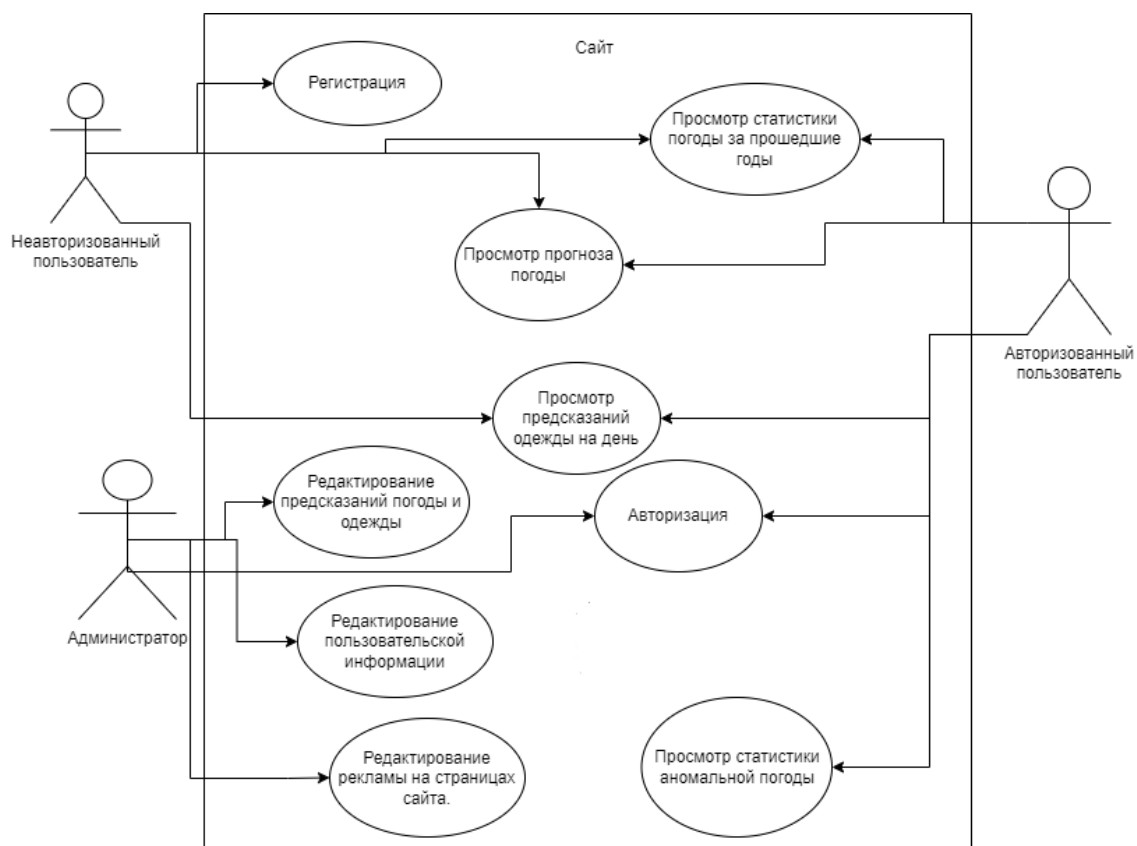 Сайт
Регистрация
Просмотр статистики
погоды за прошедшие
годы
Неавторизованный
пользователь
Просмотр прогноза
погоды
Авторизованный
пользователь
Просмотр
предсказаний
одежды на день
Редактирование
предсказаний погоды и
одежды
Авторизация
Администратор
Редактирование
пользовательской
информации
Редактирование
рекламы на страницах
сайта.
Просмотр статистики
аномальной погоды